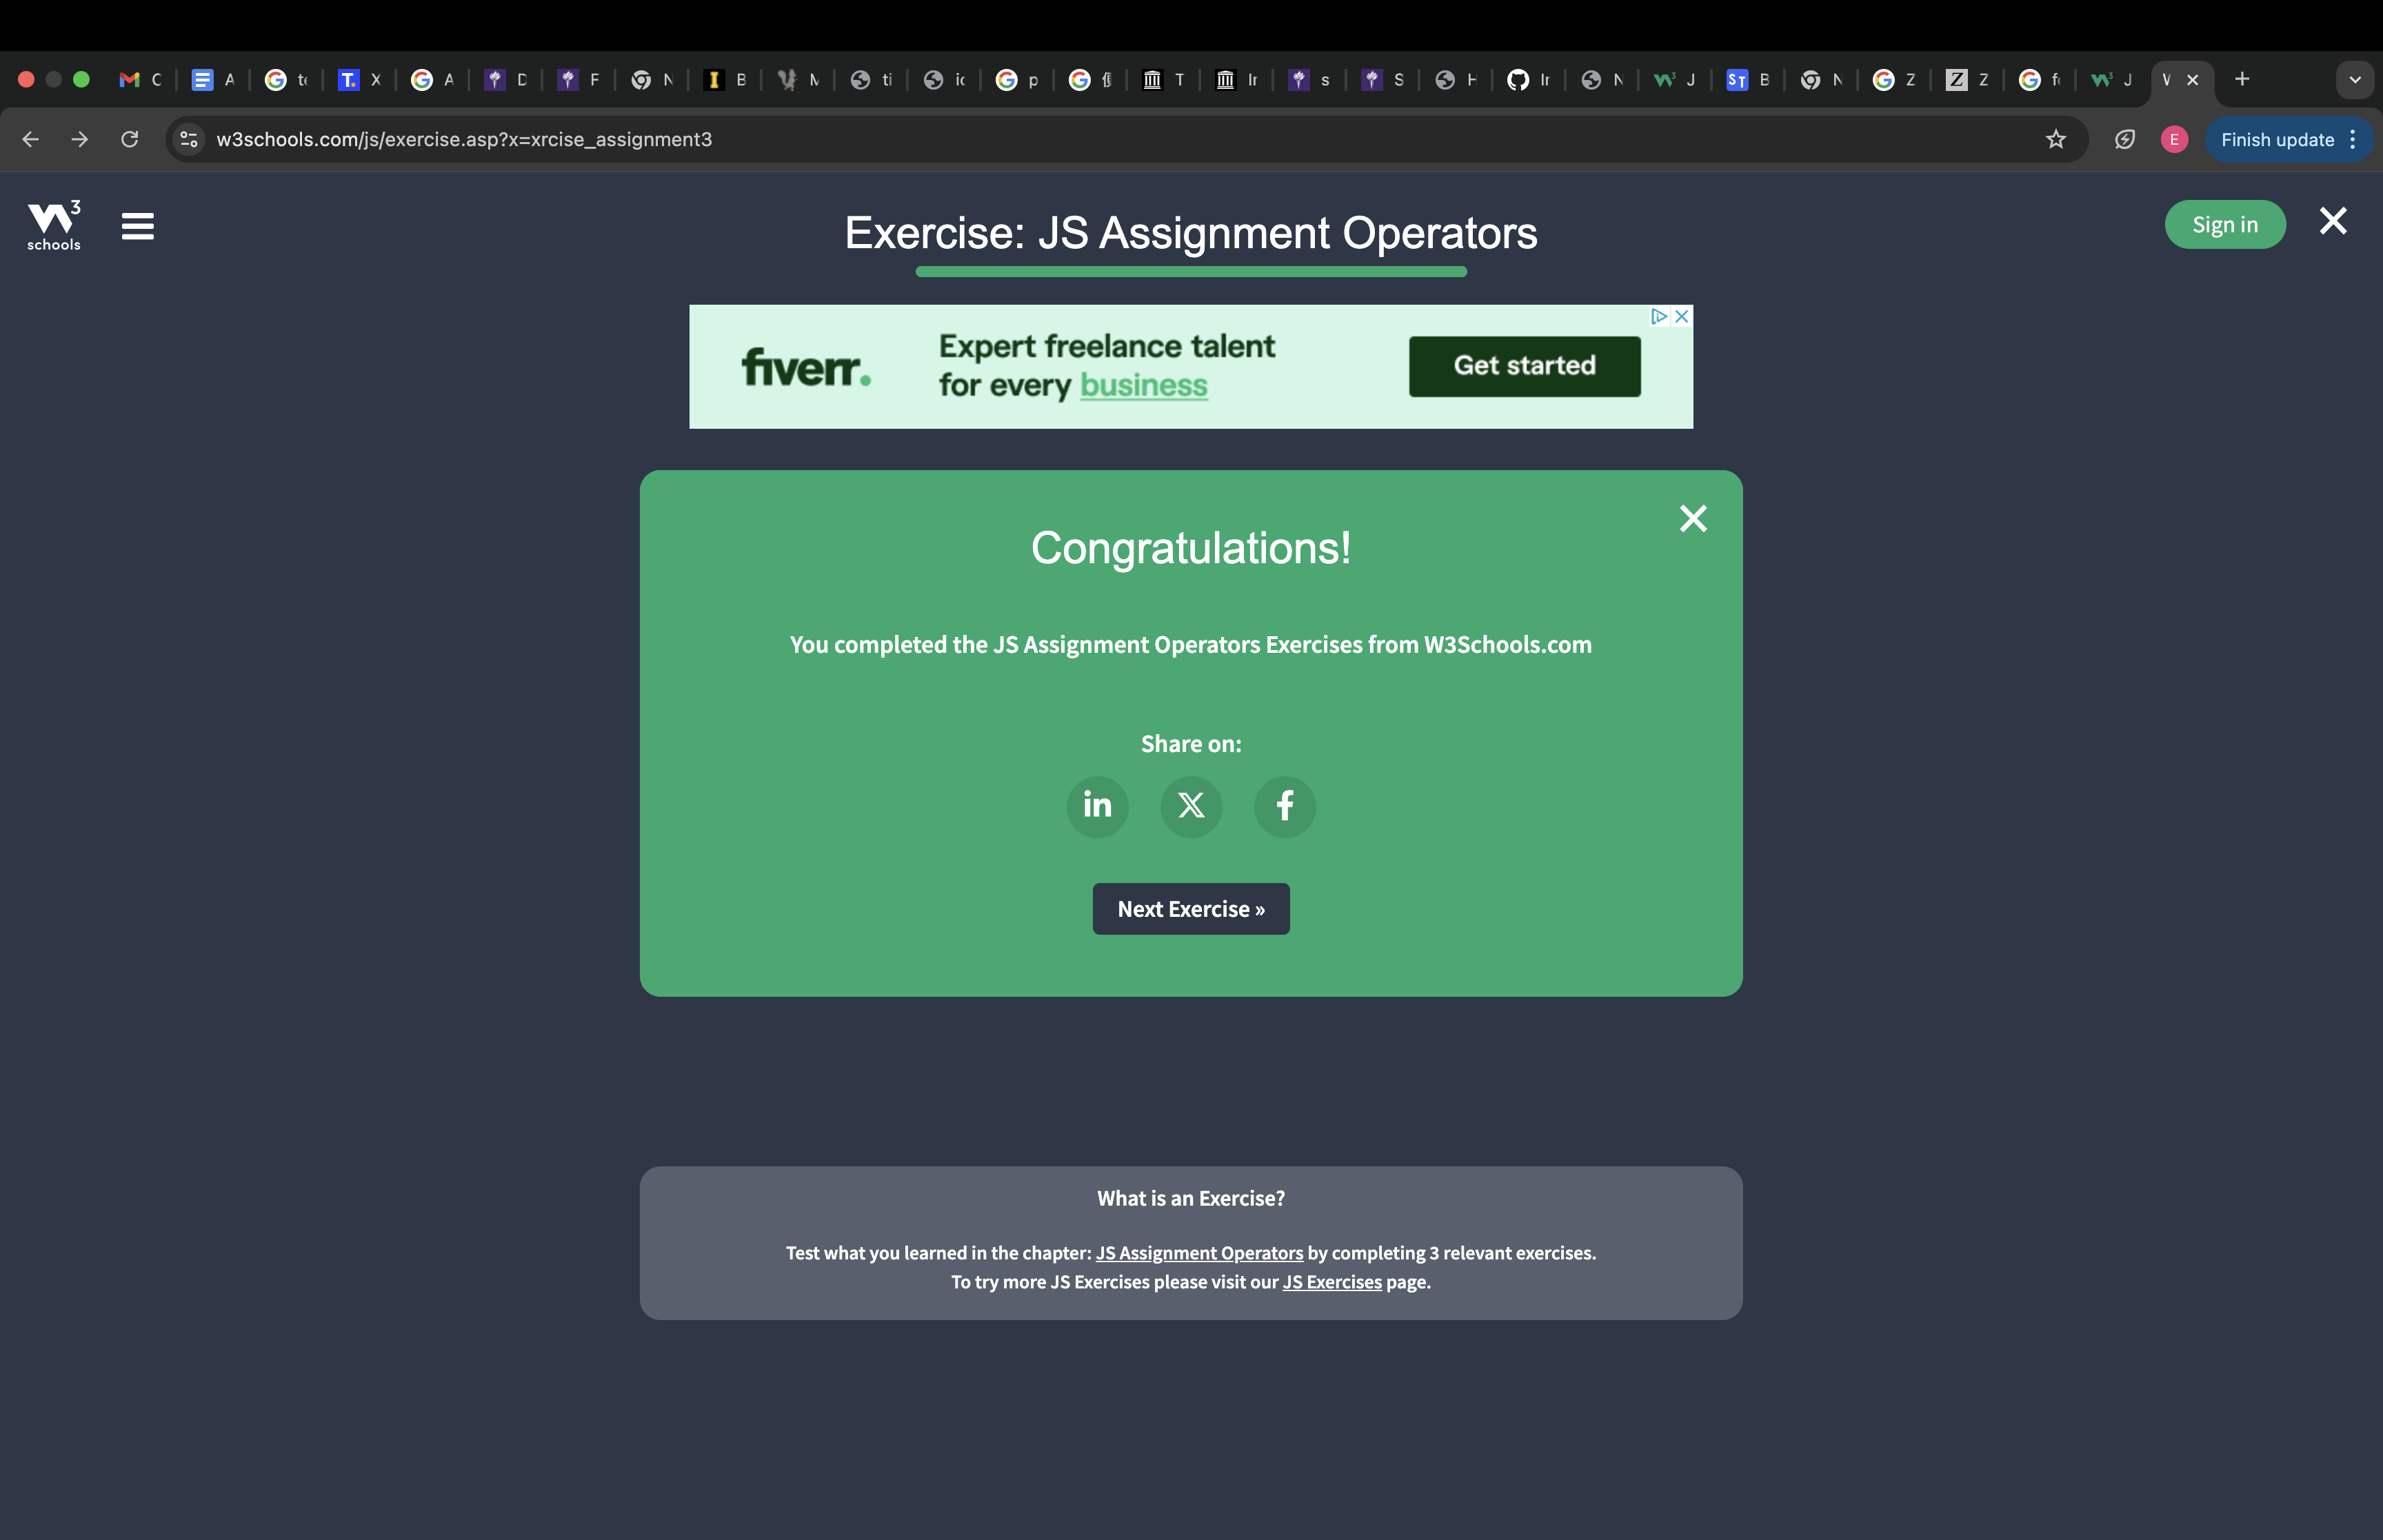 C A te X A D F N B M ti ic p 信 T Ir s S H Ir N J B N Z Z f J
w3schools.com/js/exercise.asp?x=xrcise_assignment3
E
Finish update
W3
schools
Exercise: JS Assignment Operators
Sign in
fiverr.
Expert freelance talent
for every business
Get started
Congratulations!
You completed the JS Assignment Operators Exercises from W3Schools.com
Share on:
in X f
Next Exercise »
What is an Exercise?
Test what you learned in the chapter: JS Assignment Operators by completing 3 relevant exercises.
To try more JS Exercises please visit our JS Exercises page.